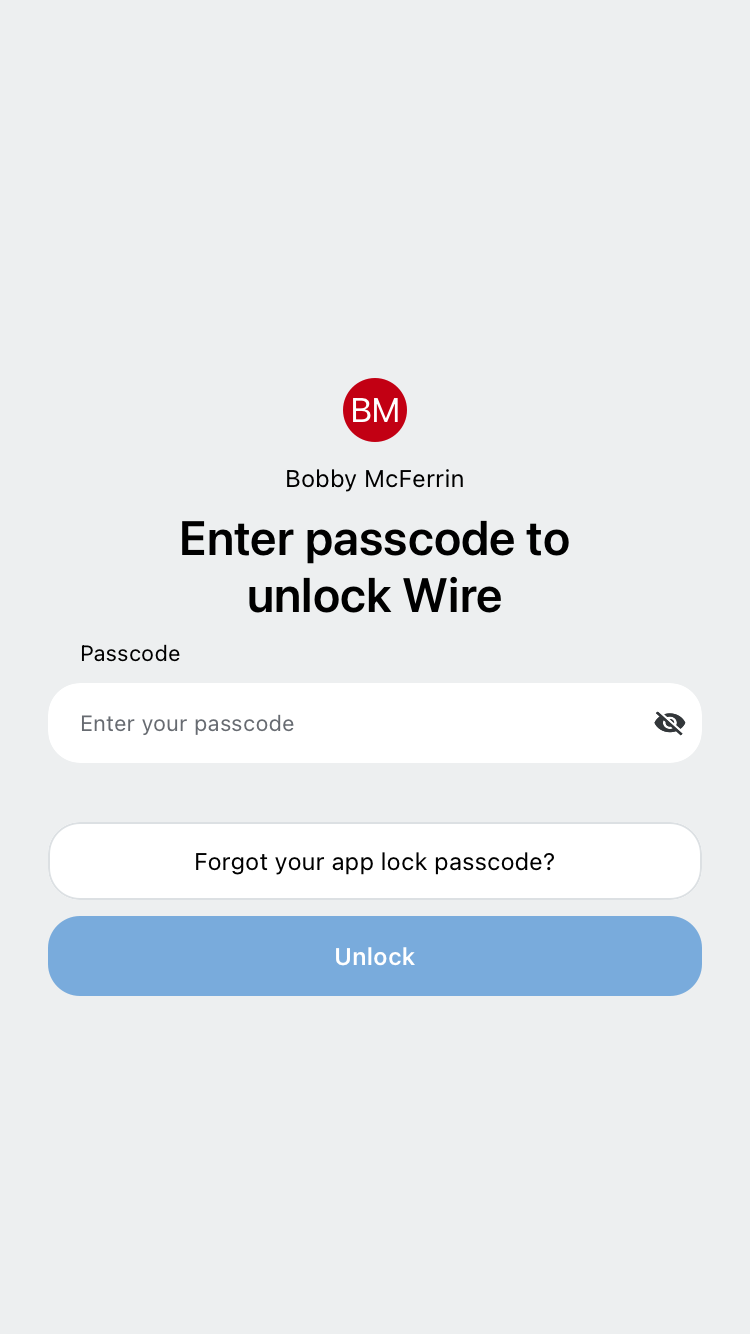 BM
Bobby McFerrin
Enter passcode to
unlock Wire
Passcode
Enter your passcode
Forgot your app lock passcode?
Unlock